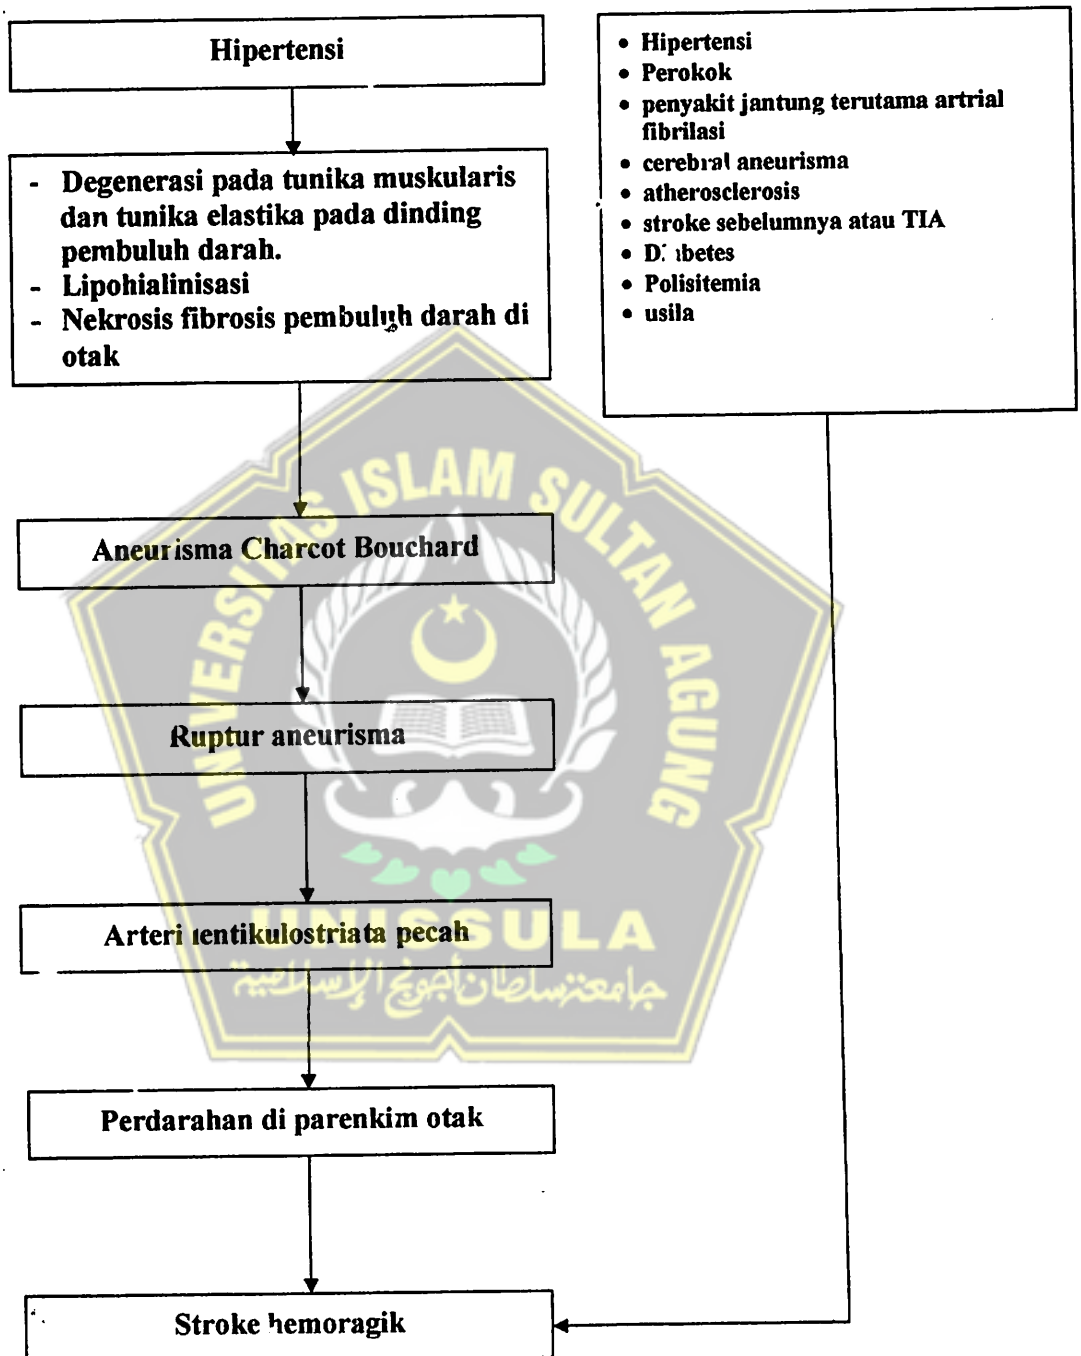 Hipertensi
- Degenerasi pada tunika muskularis
dan tunika elastika pada dinding
pembuluh darah.
- Lipohialinisasi
- Nekrosis fibrosis pembuluh darah di
otak
Aneurisma Charcot Bouchard
Ruptur aneurisma
Arteri lentikulostriata pecah
Perdarahan di parenkim otak
Stroke hemoragik
• Hipertensi
• Perokok
• penyakit jantung terutama artrial
fibrilasi
• cerebral aneurisma
• atherosclerosis
• stroke sebelumnya atau TIA
• Diabetes
• Polisitemia
• usila
UNIVERSITAS ISLAM SULTAN AGUNG
UNISSULA
جامعة سلطان أجونج الإسلامية